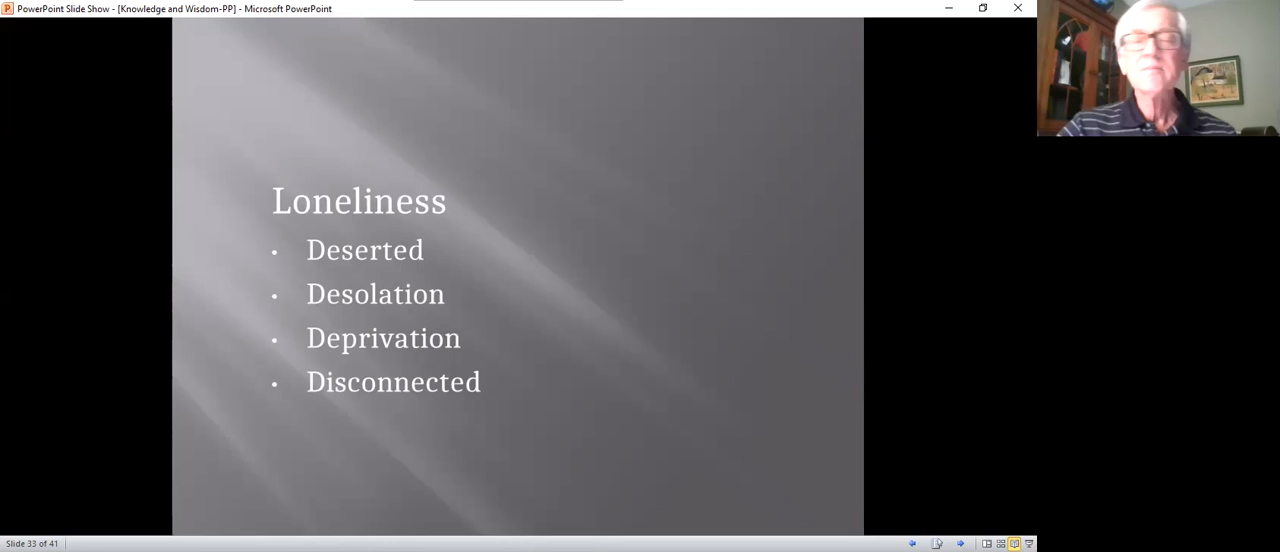 PowerPoint Slide Show - [Knowledge and Wisdom-PP] - Microsoft PowerPoint
Loneliness
• Deserted
• Desolation
• Deprivation
• Disconnected
Slide 33 of 41